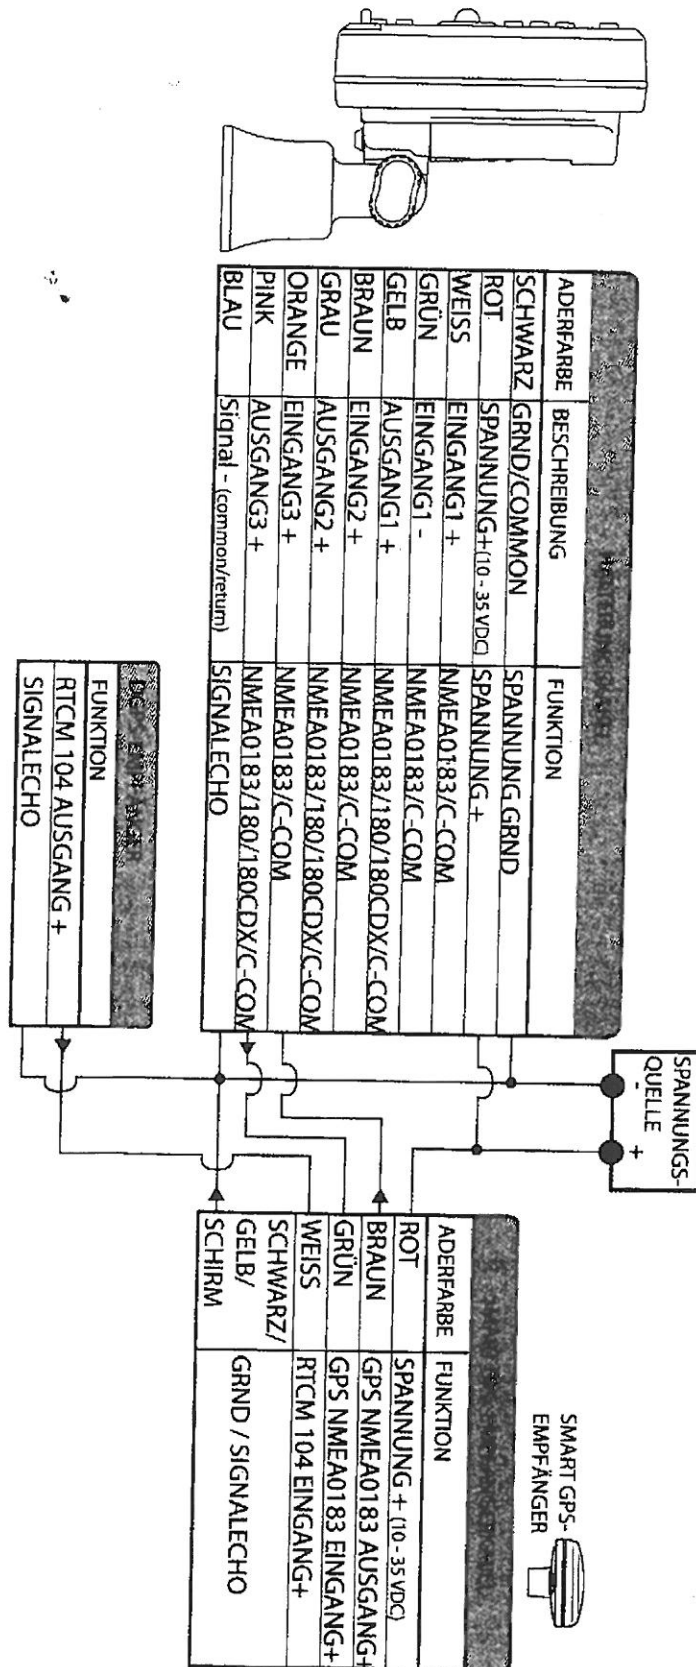 ADERFARBE BESCHREIBUNG FUNKTION
SCHWARZ GRND/COMMON SPANNUNG GRND
ROT SPANNUNG+(10 - 35 VDC) SPANNUNG +
WEISS EINGANG1 + NMEA0183/C-COM
GRÜN EINGANG1 - NMEA0183/C-COM
GELB AUSGANG1 + NMEA0183/180/180CDX/C-COM
BRAUN EINGANG2 + NMEA0183/C-COM
GRAU AUSGANG2 + NMEA0183/180/180CDX/C-COM
ORANGE EINGANG3 + NMEA0183/C-COM
PINK AUSGANG3 + NMEA0183/180/180CDX/C-COM
BLAU Signal - (common/return) SIGNALECHO
FUNKTION
RTCM 104 AUSGANG +
SIGNALECHO
SPANNUNGS-
QUELLE
- +
SMART GPS-
EMPFÄNGER
ADERFARBE FUNKTION
ROT SPANNUNG + (10 - 35 VDC)
BRAUN GPS NMEA0183 AUSGANG+
GRÜN GPS NMEA0183 EINGANG+
WEISS RTCM 104 EINGANG+
SCHWARZ/
GELB/ GRND / SIGNALECHO
SCHIRM